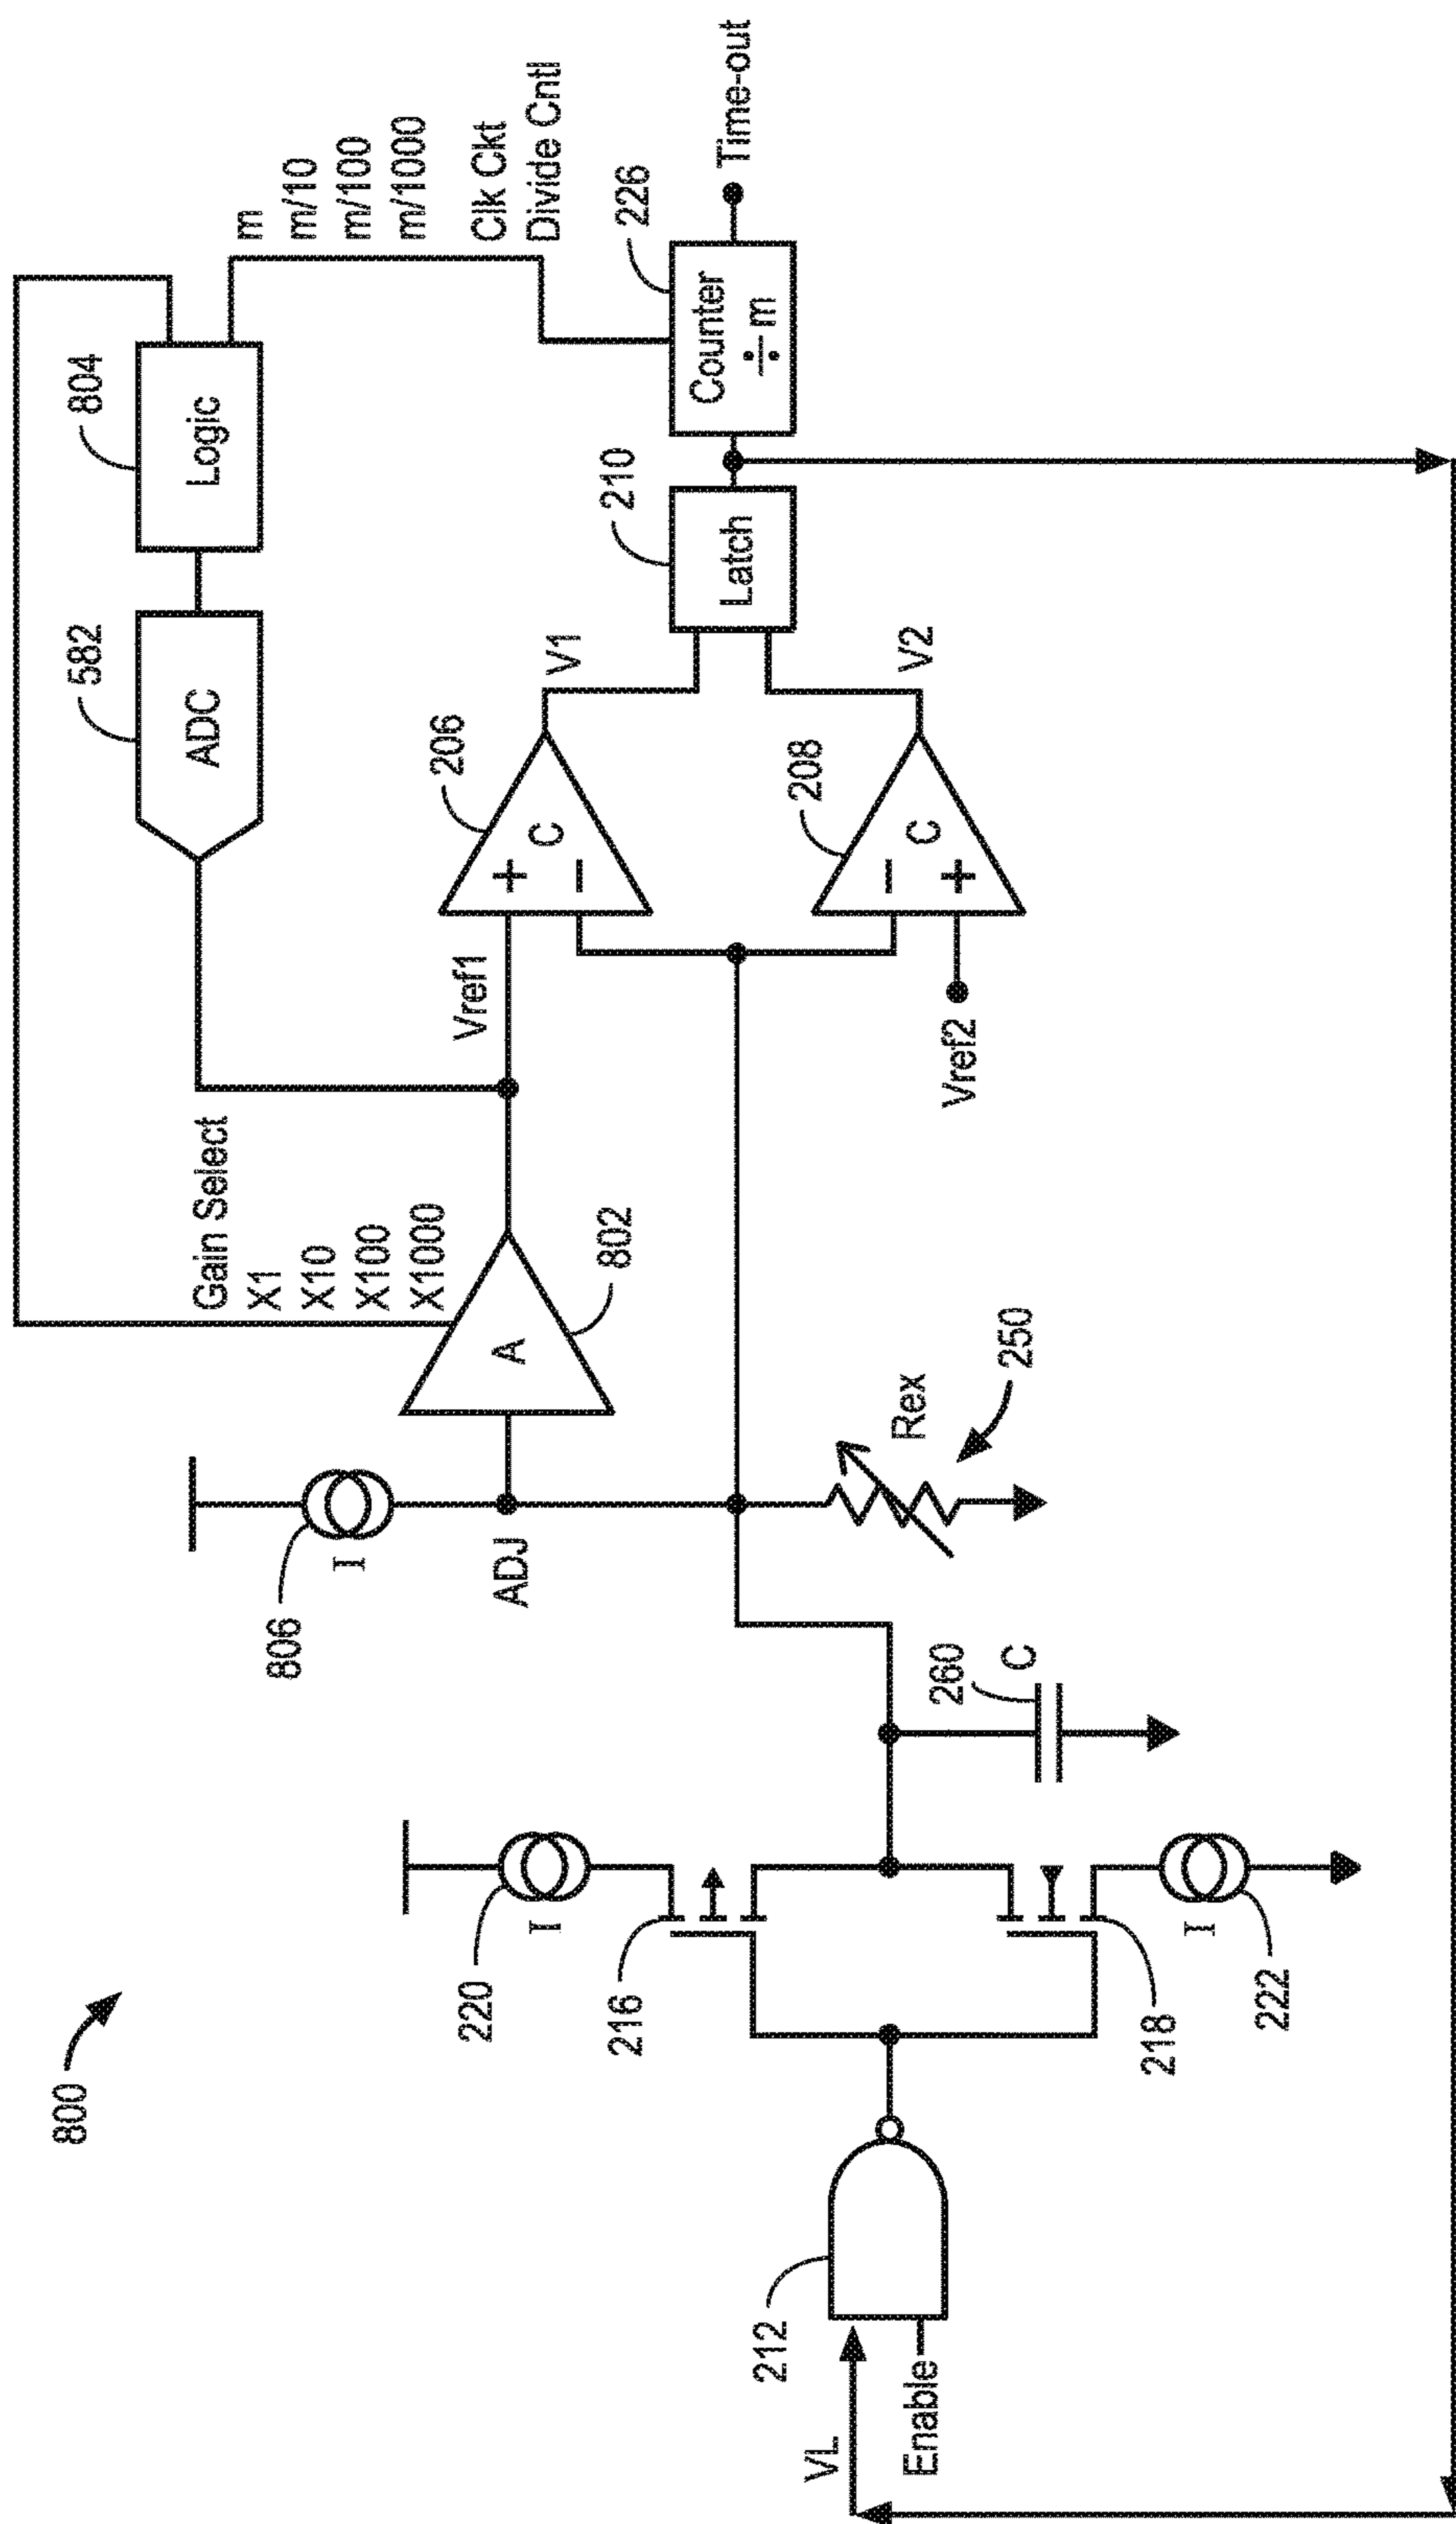 800
806
I
ADJ
A
802
Gain Select
X1
X10
X100
X1000
582
ADC
804
Logic
m
m/10
m/100
m/1000
Clk Ckt
Divide Cntl
Vref1
206
+
C
−
V1
208
−
C
+
V2
Vref2
210
Latch
226
Counter
÷ m
Time-out
Rex
250
220
I
216
218
I
222
260
C
212
VL
Enable